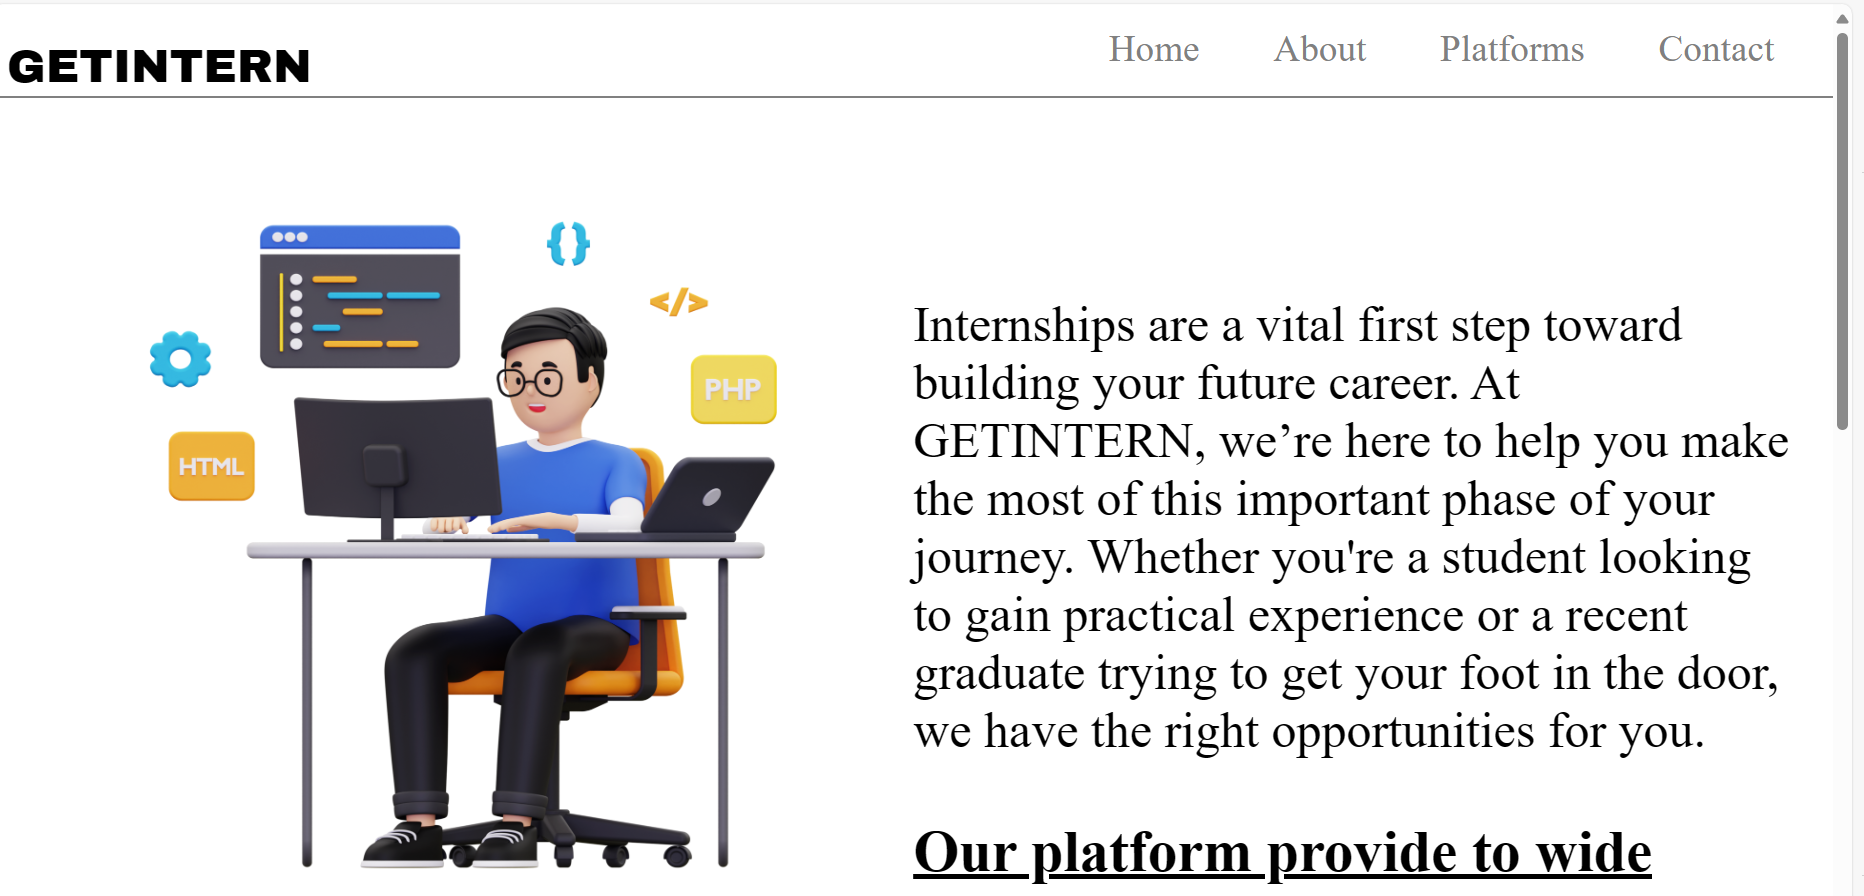 GETINTERN
Home About Platforms Contact
{}
</>
PHP
HTML
Internships are a vital first step toward
building your future career. At
GETINTERN, we’re here to help you make
the most of this important phase of your
journey. Whether you're a student looking
to gain practical experience or a recent
graduate trying to get your foot in the door,
we have the right opportunities for you.
Our platform provide to wide